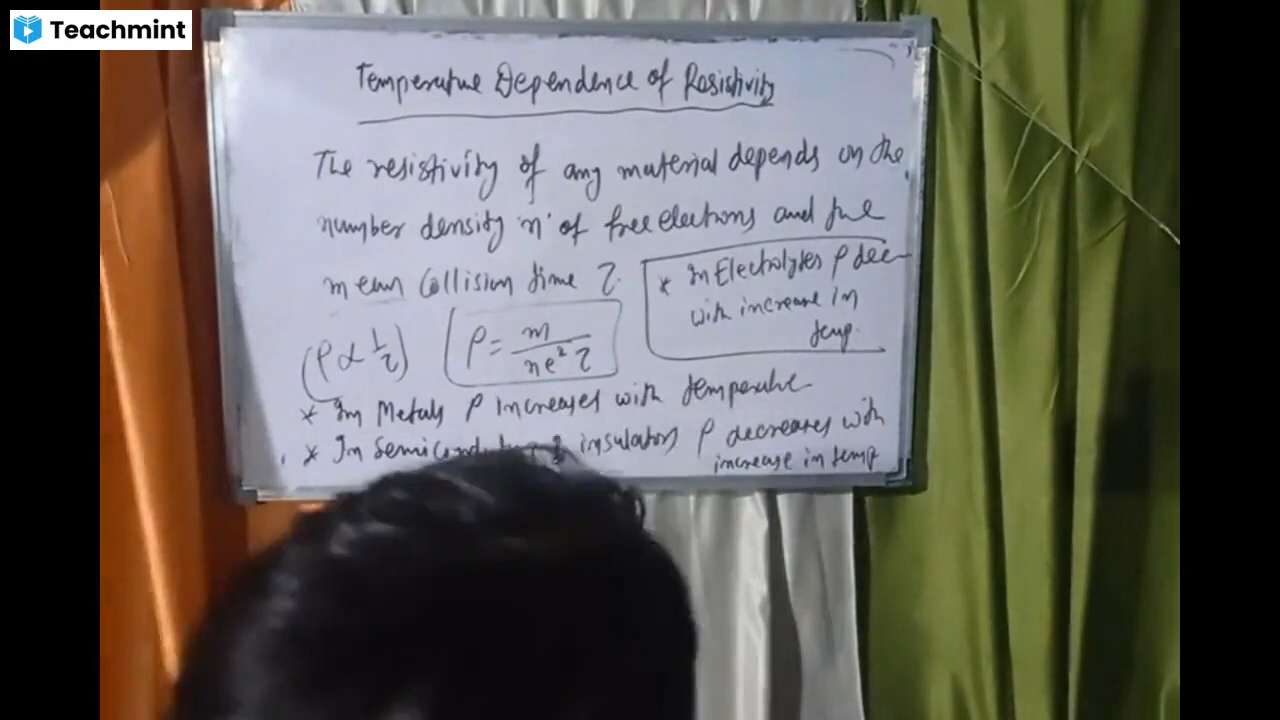 Teachmint
Temperature Dependence of Resistivity
The resistivity of any material depends on the
number density 'n' of free electrons and the
mean Collision time τ.
(ρ ∝ 1/τ)
ρ = m/ne²τ
* In Electrolytes ρ decr
with increase in
temp.
* In Metals ρ increases with temperature
* In Semiconductors & insulators ρ decreases with
increase in temp